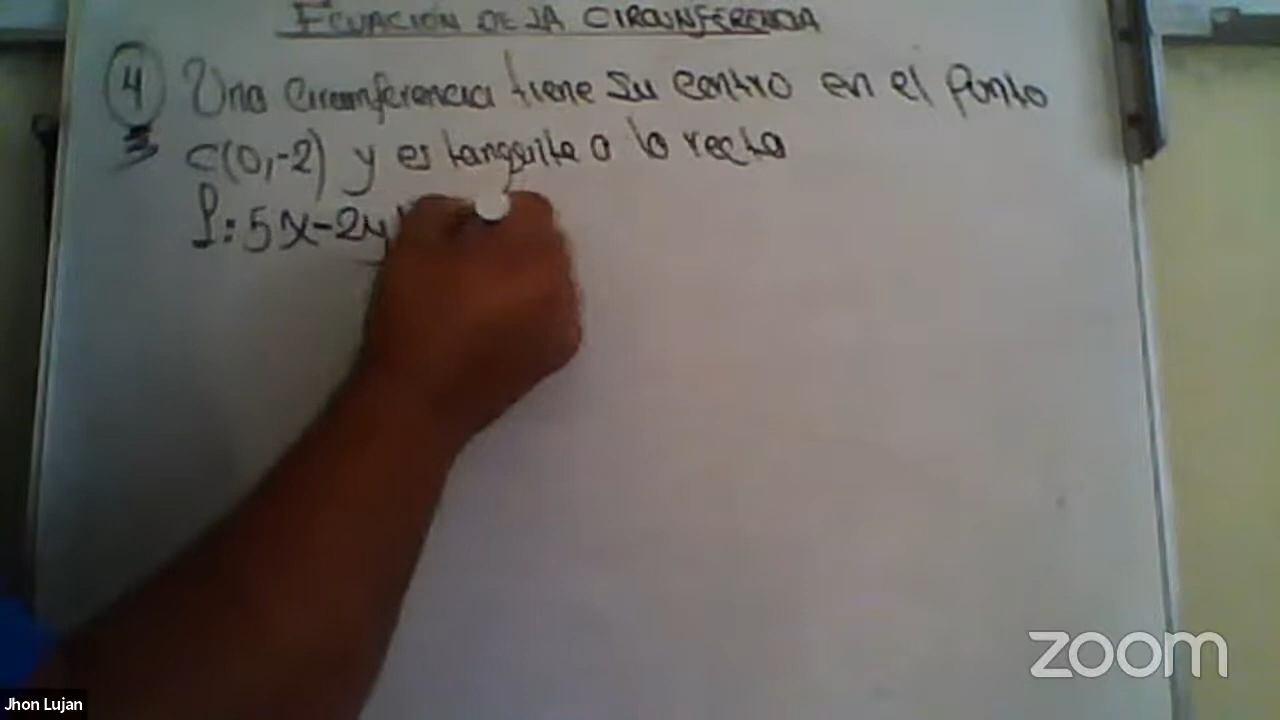 ECUACIÓN DE LA CIRCUNFERENCIA
4 Una circunferencia tiene su centro en el punto
C(0,-2) y es tangente a la recta
L: 5x-2y
zoom
Jhon Lujan